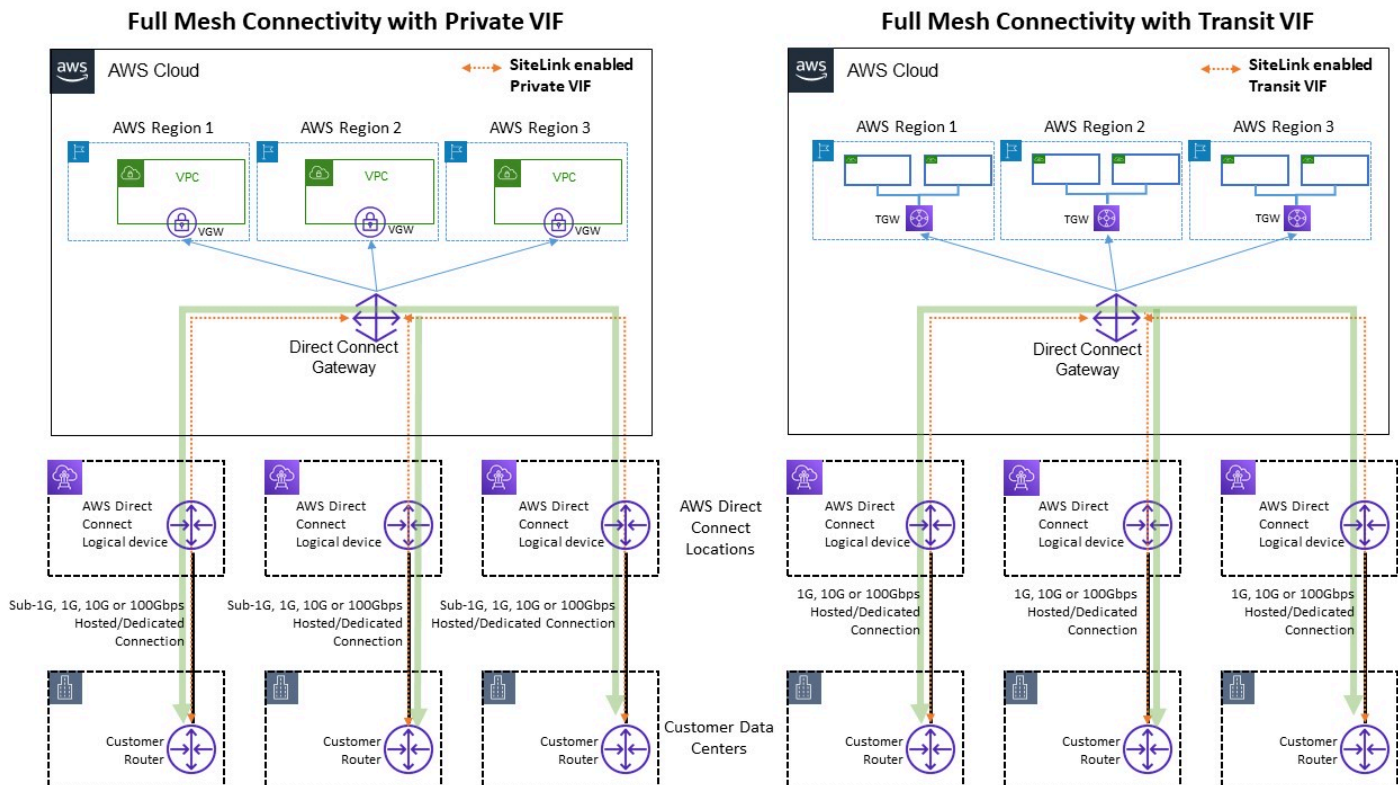 Full Mesh Connectivity with Private VIF
aws
AWS Cloud
SiteLink enabled
Private VIF
AWS Region 1
AWS Region 2
AWS Region 3
VPC
VPC
VPC
VGW
VGW
VGW
Direct Connect
Gateway
AWS Direct
Connect
Logical device
AWS Direct
Connect
Logical device
AWS Direct
Connect
Logical device
AWS Direct
Connect
Locations
Sub-1G, 1G, 10G or 100Gbps
Hosted/Dedicated
Connection
Sub-1G, 1G, 10G or 100Gbps
Hosted/Dedicated
Connection
Sub-1G, 1G, 10G or 100Gbps
Hosted/Dedicated Connection
Customer
Router
Customer
Router
Customer
Router
Customer Data
Centers
Full Mesh Connectivity with Transit VIF
aws
AWS Cloud
SiteLink enabled
Transit VIF
AWS Region 1
AWS Region 2
AWS Region 3
TGW
TGW
TGW
Direct Connect
Gateway
AWS Direct
Connect
Logical device
AWS Direct
Connect
Logical device
AWS Direct
Connect
Logical device
1G, 10G or 100Gbps
Hosted/Dedicated
Connection
1G, 10G or 100Gbps
Hosted/Dedicated
Connection
1G, 10G or 100Gbps
Hosted/Dedicated
Connection
Customer
Router
Customer
Router
Customer
Router